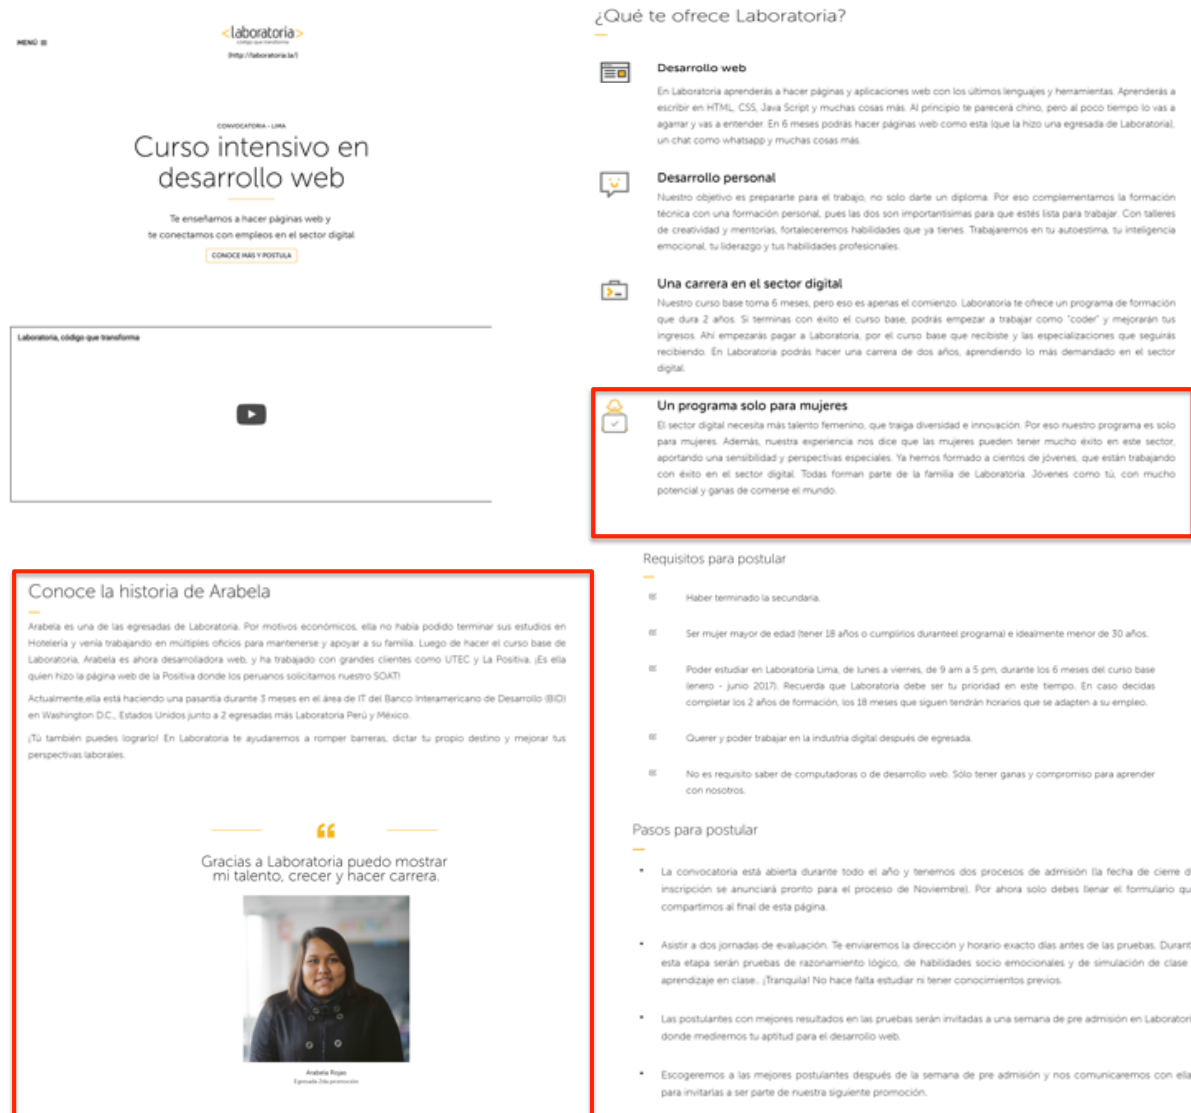 MENÚ
<laboratoria>
código que transforma
(http://laboratoria.la/)
CONVOCATORIA - LIMA
Curso intensivo en
desarrollo web
Te enseñamos a hacer páginas web y
te conectamos con empleos en el sector digital
CONOCE MÁS Y POSTULA
Laboratoria, código que transforma
Conoce la historia de Arabela
Arabela es una de las egresadas de Laboratoria. Por motivos económicos, ella no había podido terminar sus estudios en
Hotelería y venía trabajando en múltiples oficios para mantenerse y apoyar a su familia. Luego de hacer el curso base de
Laboratoria, Arabela es ahora desarrolladora web, y ha trabajado con grandes clientes como UTEC y La Positiva. ¡Es ella
quien hizo la página web de la Positiva donde los peruanos solicitamos nuestro SOAT!
Actualmente,ella está haciendo una pasantía durante 3 meses en el área de IT del Banco Interamericano de Desarrollo (BID)
en Washington D.C., Estados Unidos junto a 2 egresadas más Laboratoria Perú y México.
¡Tú también puedes lograrlo! En Laboratoria te ayudaremos a romper barreras, dictar tu propio destino y mejorar tus
perspectivas laborales.
“
Gracias a Laboratoria puedo mostrar
mi talento, crecer y hacer carrera.
Arabela Rojas
Egresada 2da promoción
¿Qué te ofrece Laboratoria?
Desarrollo web
En Laboratoria aprenderás a hacer páginas y aplicaciones web con los últimos lenguajes y herramientas. Aprenderás a
escribir en HTML, CSS, Java Script y muchas cosas más. Al principio te parecerá chino, pero al poco tiempo lo vas a
agarrar y vas a entender. En 6 meses podrás hacer páginas web como esta (que la hizo una egresada de Laboratoria),
un chat como whatsapp y muchas cosas más.
Desarrollo personal
Nuestro objetivo es prepararte para el trabajo, no solo darte un diploma. Por eso complementamos la formación
técnica con una formación personal, pues las dos son importantísimas para que estés lista para trabajar. Con talleres
de creatividad y mentorías, fortaleceremos habilidades que ya tienes. Trabajaremos en tu autoestima, tu inteligencia
emocional, tu liderazgo y tus habilidades profesionales.
Una carrera en el sector digital
Nuestro curso base toma 6 meses, pero eso es apenas el comienzo. Laboratoria te ofrece un programa de formación
que dura 2 años. Si terminas con éxito el curso base, podrás empezar a trabajar como "coder" y mejorarán tus
ingresos. Ahí empezarás pagar a Laboratoria, por el curso base que recibiste y las especializaciones que seguirás
recibiendo. En Laboratoria podrás hacer una carrera de dos años, aprendiendo lo más demandado en el sector
digital.
Un programa solo para mujeres
El sector digital necesita más talento femenino, que traiga diversidad e innovación. Por eso nuestro programa es solo
para mujeres. Además, nuestra experiencia nos dice que las mujeres pueden tener mucho éxito en este sector,
aportando una sensibilidad y perspectivas especiales. Ya hemos formado a cientos de jóvenes, que están trabajando
con éxito en el sector digital. Todas forman parte de la familia de Laboratoria. Jóvenes como tú, con mucho
potencial y ganas de comerse el mundo.
Requisitos para postular
Haber terminado la secundaria.
Ser mujer mayor de edad (tener 18 años o cumplirlos duranteel programa) e idealmente menor de 30 años.
Poder estudiar en Laboratoria Lima, de lunes a viernes, de 9 am a 5 pm, durante los 6 meses del curso base
(enero - junio 2017). Recuerda que Laboratoria debe ser tu prioridad en este tiempo. En caso decidas
completar los 2 años de formación, los 18 meses que siguen tendrán horarios que se adapten a su empleo.
Querer y poder trabajar en la industria digital después de egresada.
No es requisito saber de computadoras o de desarrollo web. Sólo tener ganas y compromiso para aprender
con nosotros.
Pasos para postular
La convocatoria está abierta durante todo el año y tenemos dos procesos de admisión (la fecha de cierre d
inscripción se anunciará pronto para el proceso de Noviembre). Por ahora solo debes llenar el formulario qu
compartimos al final de esta página.
Asistir a dos jornadas de evaluación. Te enviaremos la dirección y horario exacto días antes de las pruebas. Durant
esta etapa serán pruebas de razonamiento lógico, de habilidades socio emocionales y de simulación de clase
aprendizaje en clase.. ¡Tranquila! No hace falta estudiar ni tener conocimientos previos.
Las postulantes con mejores resultados en las pruebas serán invitadas a una semana de pre admisión en Laboratori
donde mediremos tu aptitud para el desarrollo web.
Escogeremos a las mejores postulantes después de la semana de pre admisión y nos comunicaremos con ella
para invitarlas a ser parte de nuestra siguiente promoción.